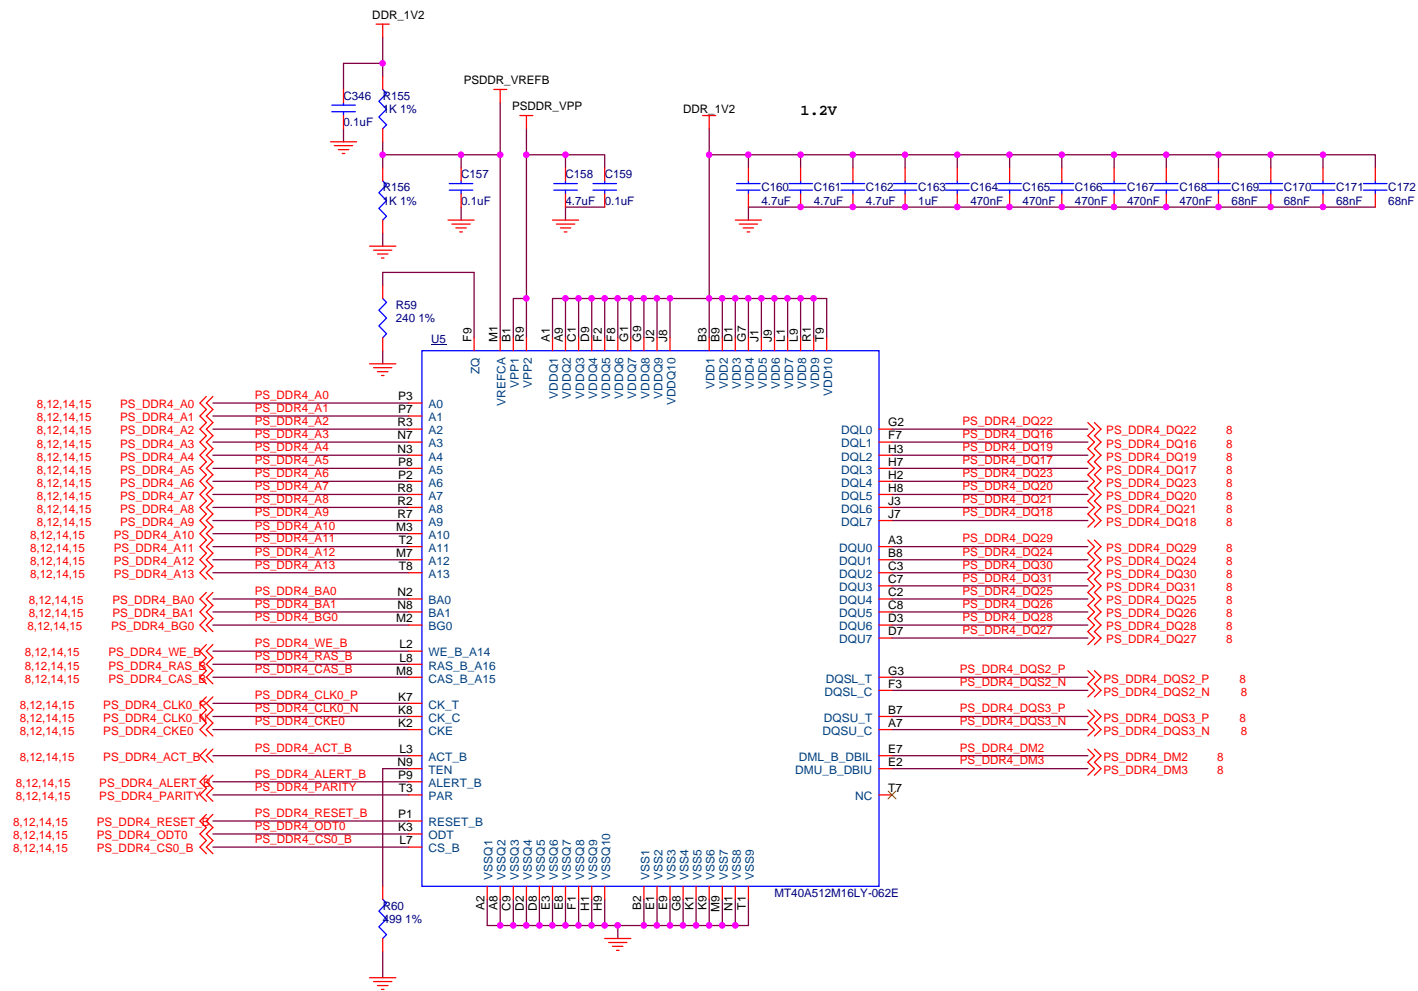 DDR_1V2
C346
0.1uF
R155
1K 1%
R156
1K 1%
PSDDR_VREFB
PSDDR_VPP
C157
0.1uF
C158
4.7uF
C159
0.1uF
DDR_1V2
1.2V
C160
4.7uF
C161
4.7uF
C162
4.7uF
C163
1uF
C164
470nF
C165
470nF
C166
470nF
C167
470nF
C168
470nF
C169
68nF
C170
68nF
C171
68nF
C172
68nF
R59
240 1%
U5
F9 M1 B1 R9 A1 A9 C1 D9 F2 F8 G1 G9 J2 J8 B3 B9 D1 G7 J1 J9 L1 L9 R1 T9
ZQ VREFCA VPP1 VPP2 VDDQ1 VDDQ2 VDDQ3 VDDQ4 VDDQ5 VDDQ6 VDDQ7 VDDQ8 VDDQ9 VDDQ10 VDD1 VDD2 VDD3 VDD4 VDD5 VDD6 VDD7 VDD8 VDD9 VDD10
8,12,14,15 PS_DDR4_A0 PS_DDR4_A0 P3 A0
8,12,14,15 PS_DDR4_A1 PS_DDR4_A1 P7 A1
8,12,14,15 PS_DDR4_A2 PS_DDR4_A2 R3 A2
8,12,14,15 PS_DDR4_A3 PS_DDR4_A3 N7 A3
8,12,14,15 PS_DDR4_A4 PS_DDR4_A4 N3 A4
8,12,14,15 PS_DDR4_A5 PS_DDR4_A5 P8 A5
8,12,14,15 PS_DDR4_A6 PS_DDR4_A6 P2 A6
8,12,14,15 PS_DDR4_A7 PS_DDR4_A7 R8 A7
8,12,14,15 PS_DDR4_A8 PS_DDR4_A8 R2 A8
8,12,14,15 PS_DDR4_A9 PS_DDR4_A9 R7 A9
8,12,14,15 PS_DDR4_A10 PS_DDR4_A10 M3 A10
8,12,14,15 PS_DDR4_A11 PS_DDR4_A11 T2 A11
8,12,14,15 PS_DDR4_A12 PS_DDR4_A12 M7 A12
8,12,14,15 PS_DDR4_A13 PS_DDR4_A13 T8 A13
8,12,14,15 PS_DDR4_BA0 PS_DDR4_BA0 N2 BA0
8,12,14,15 PS_DDR4_BA1 PS_DDR4_BA1 N8 BA1
8,12,14,15 PS_DDR4_BG0 PS_DDR4_BG0 M2 BG0
8,12,14,15 PS_DDR4_WE_B PS_DDR4_WE_B L2 WE_B_A14
8,12,14,15 PS_DDR4_RAS_B PS_DDR4_RAS_B L8 RAS_B_A16
8,12,14,15 PS_DDR4_CAS_B PS_DDR4_CAS_B M8 CAS_B_A15
8,12,14,15 PS_DDR4_CLK0_P PS_DDR4_CLK0_P K7 CK_T
8,12,14,15 PS_DDR4_CLK0_N PS_DDR4_CLK0_N K8 CK_C
8,12,14,15 PS_DDR4_CKE0 PS_DDR4_CKE0 K2 CKE
8,12,14,15 PS_DDR4_ACT_B PS_DDR4_ACT_B L3 ACT_B
N9 TEN
8,12,14,15 PS_DDR4_ALERT_B PS_DDR4_ALERT_B P9 ALERT_B
8,12,14,15 PS_DDR4_PARITY PS_DDR4_PARITY T3 PAR
8,12,14,15 PS_DDR4_RESET_B PS_DDR4_RESET_B P1 RESET_B
8,12,14,15 PS_DDR4_ODT0 PS_DDR4_ODT0 K3 ODT
8,12,14,15 PS_DDR4_CS0_B PS_DDR4_CS0_B L7 CS_B
DQL0 G2 PS_DDR4_DQ22 PS_DDR4_DQ22 8
DQL1 F7 PS_DDR4_DQ16 PS_DDR4_DQ16 8
DQL2 H3 PS_DDR4_DQ19 PS_DDR4_DQ19 8
DQL3 H7 PS_DDR4_DQ17 PS_DDR4_DQ17 8
DQL4 H2 PS_DDR4_DQ23 PS_DDR4_DQ23 8
DQL5 H8 PS_DDR4_DQ20 PS_DDR4_DQ20 8
DQL6 J3 PS_DDR4_DQ21 PS_DDR4_DQ21 8
DQL7 J7 PS_DDR4_DQ18 PS_DDR4_DQ18 8
DQU0 A3 PS_DDR4_DQ29 PS_DDR4_DQ29 8
DQU1 B8 PS_DDR4_DQ24 PS_DDR4_DQ24 8
DQU2 C3 PS_DDR4_DQ30 PS_DDR4_DQ30 8
DQU3 C7 PS_DDR4_DQ31 PS_DDR4_DQ31 8
DQU4 C2 PS_DDR4_DQ25 PS_DDR4_DQ25 8
DQU5 C8 PS_DDR4_DQ26 PS_DDR4_DQ26 8
DQU6 D3 PS_DDR4_DQ28 PS_DDR4_DQ28 8
DQU7 D7 PS_DDR4_DQ27 PS_DDR4_DQ27 8
DQSL_T G3 PS_DDR4_DQS2_P PS_DDR4_DQS2_P 8
DQSL_C F3 PS_DDR4_DQS2_N PS_DDR4_DQS2_N 8
DQSU_T B7 PS_DDR4_DQS3_P PS_DDR4_DQS3_P 8
DQSU_C A7 PS_DDR4_DQS3_N PS_DDR4_DQS3_N 8
DML_B_DBIL E7 PS_DDR4_DM2 PS_DDR4_DM2 8
DMU_B_DBIU E2 PS_DDR4_DM3 PS_DDR4_DM3 8
NC T7
VSSQ1 VSSQ2 VSSQ3 VSSQ4 VSSQ5 VSSQ6 VSSQ7 VSSQ8 VSSQ9 VSSQ10 VSS1 VSS2 VSS3 VSS4 VSS5 VSS6 VSS7 VSS8 VSS9
MT40A512M16LY-062E
A2 A8 C9 D2 D8 E3 E8 F1 H1 H9 B2 E1 E9 G8 K1 K9 M9 N1 T1
R60
499 1%